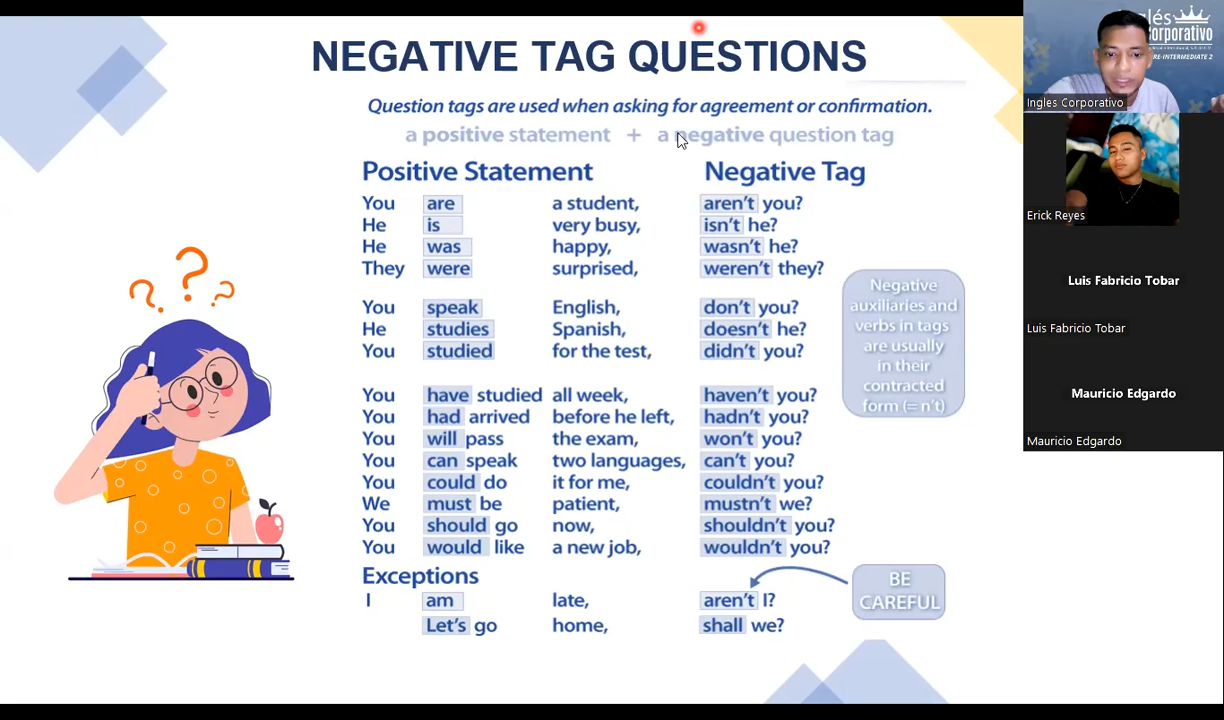 NEGATIVE TAG QUESTIONS
Question tags are used when asking for agreement or confirmation.
a positive statement + a negative question tag
Positive Statement Negative Tag
You are a student, aren't you?
He is very busy, isn't he?
He was happy, wasn't he?
They were surprised, weren't they?
You speak English, don't you?
He studies Spanish, doesn't he?
You studied for the test, didn't you?
You have studied all week, haven't you?
You had arrived before he left, hadn't you?
You will pass the exam, won't you?
You can speak two languages, can't you?
You could do it for me, couldn't you?
We must be patient, mustn't we?
You should go now, shouldn't you?
You would like a new job, wouldn't you?
Exceptions
I am late, aren't I?
Let's go home, shall we?
Negative
auxiliaries and
verbs in tags
are usually
in their
contracted
form (= n't)
BE
CAREFUL
glés
orporativo
RE-INTERMEDIATE 2
Ingles Corporativo
Erick Reyes
Luis Fabricio Tobar
Luis Fabricio Tobar
Mauricio Edgardo
Mauricio Edgardo